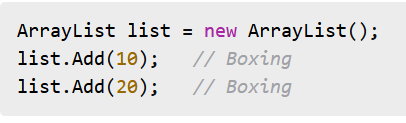 ArrayList list = new ArrayList();
list.Add(10);   // Boxing
list.Add(20);   // Boxing